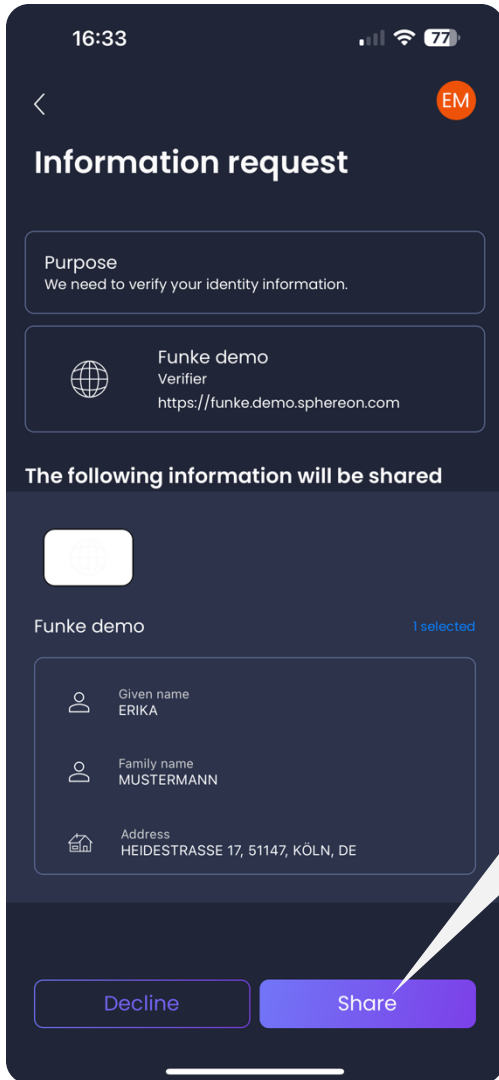 16:33
77
EM
Information request
Purpose
We need to verify your identity information.
Funke demo
Verifier
https://funke.demo.sphereon.com
The following information will be shared
Funke demo
1 selected
Given name
ERIKA
Family name
MUSTERMANN
Address
HEIDESTRASSE 17, 51147, KÖLN, DE
Decline
Share